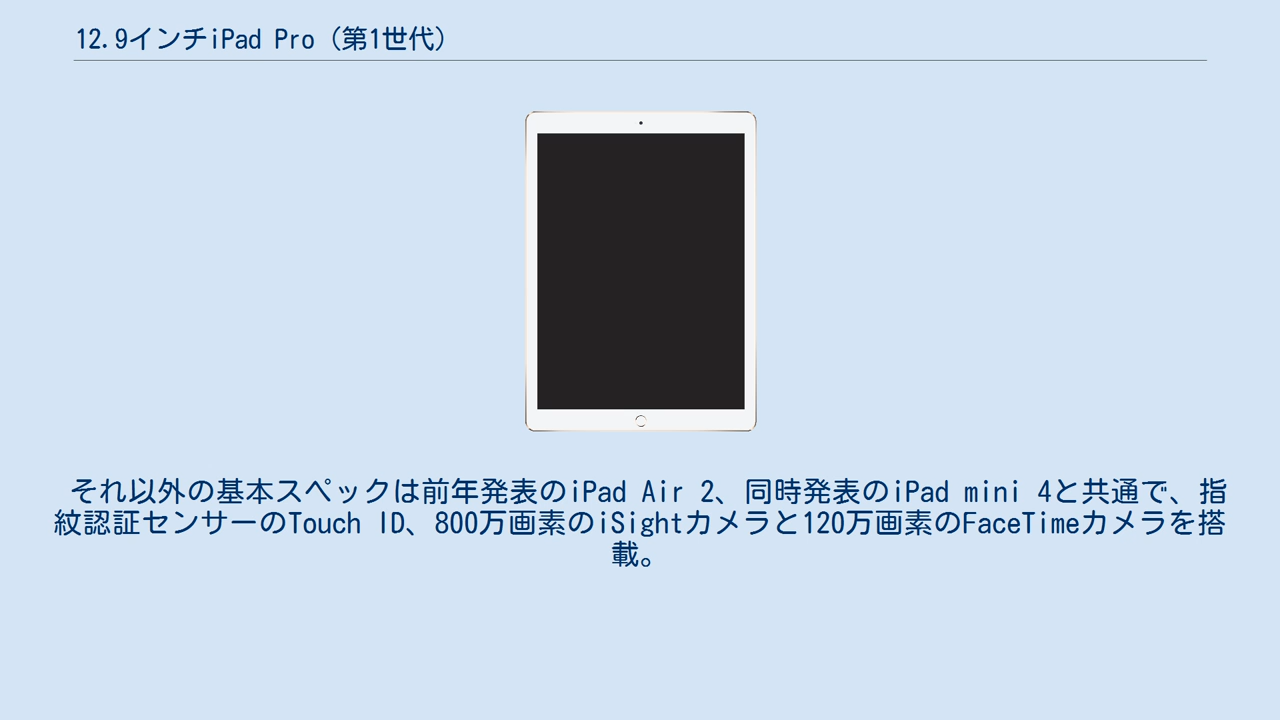 12.9インチiPad Pro（第1世代）
それ以外の基本スペックは前年発表のiPad Air 2、同時発表のiPad mini 4と共通で、指
紋認証センサーのTouch ID、800万画素のiSightカメラと120万画素のFaceTimeカメラを搭
載。